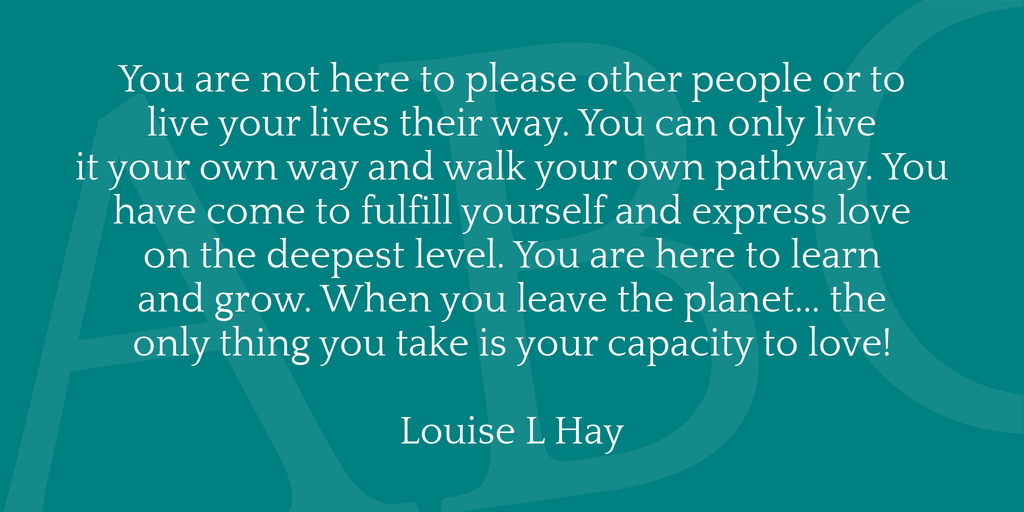 You are not here to please other people or to
live your lives their way. You can only live
it your own way and walk your own pathway. You
have come to fulfill yourself and express love
on the deepest level. You are here to learn
and grow. When you leave the planet... the
only thing you take is your capacity to love!
Louise L Hay
ABC